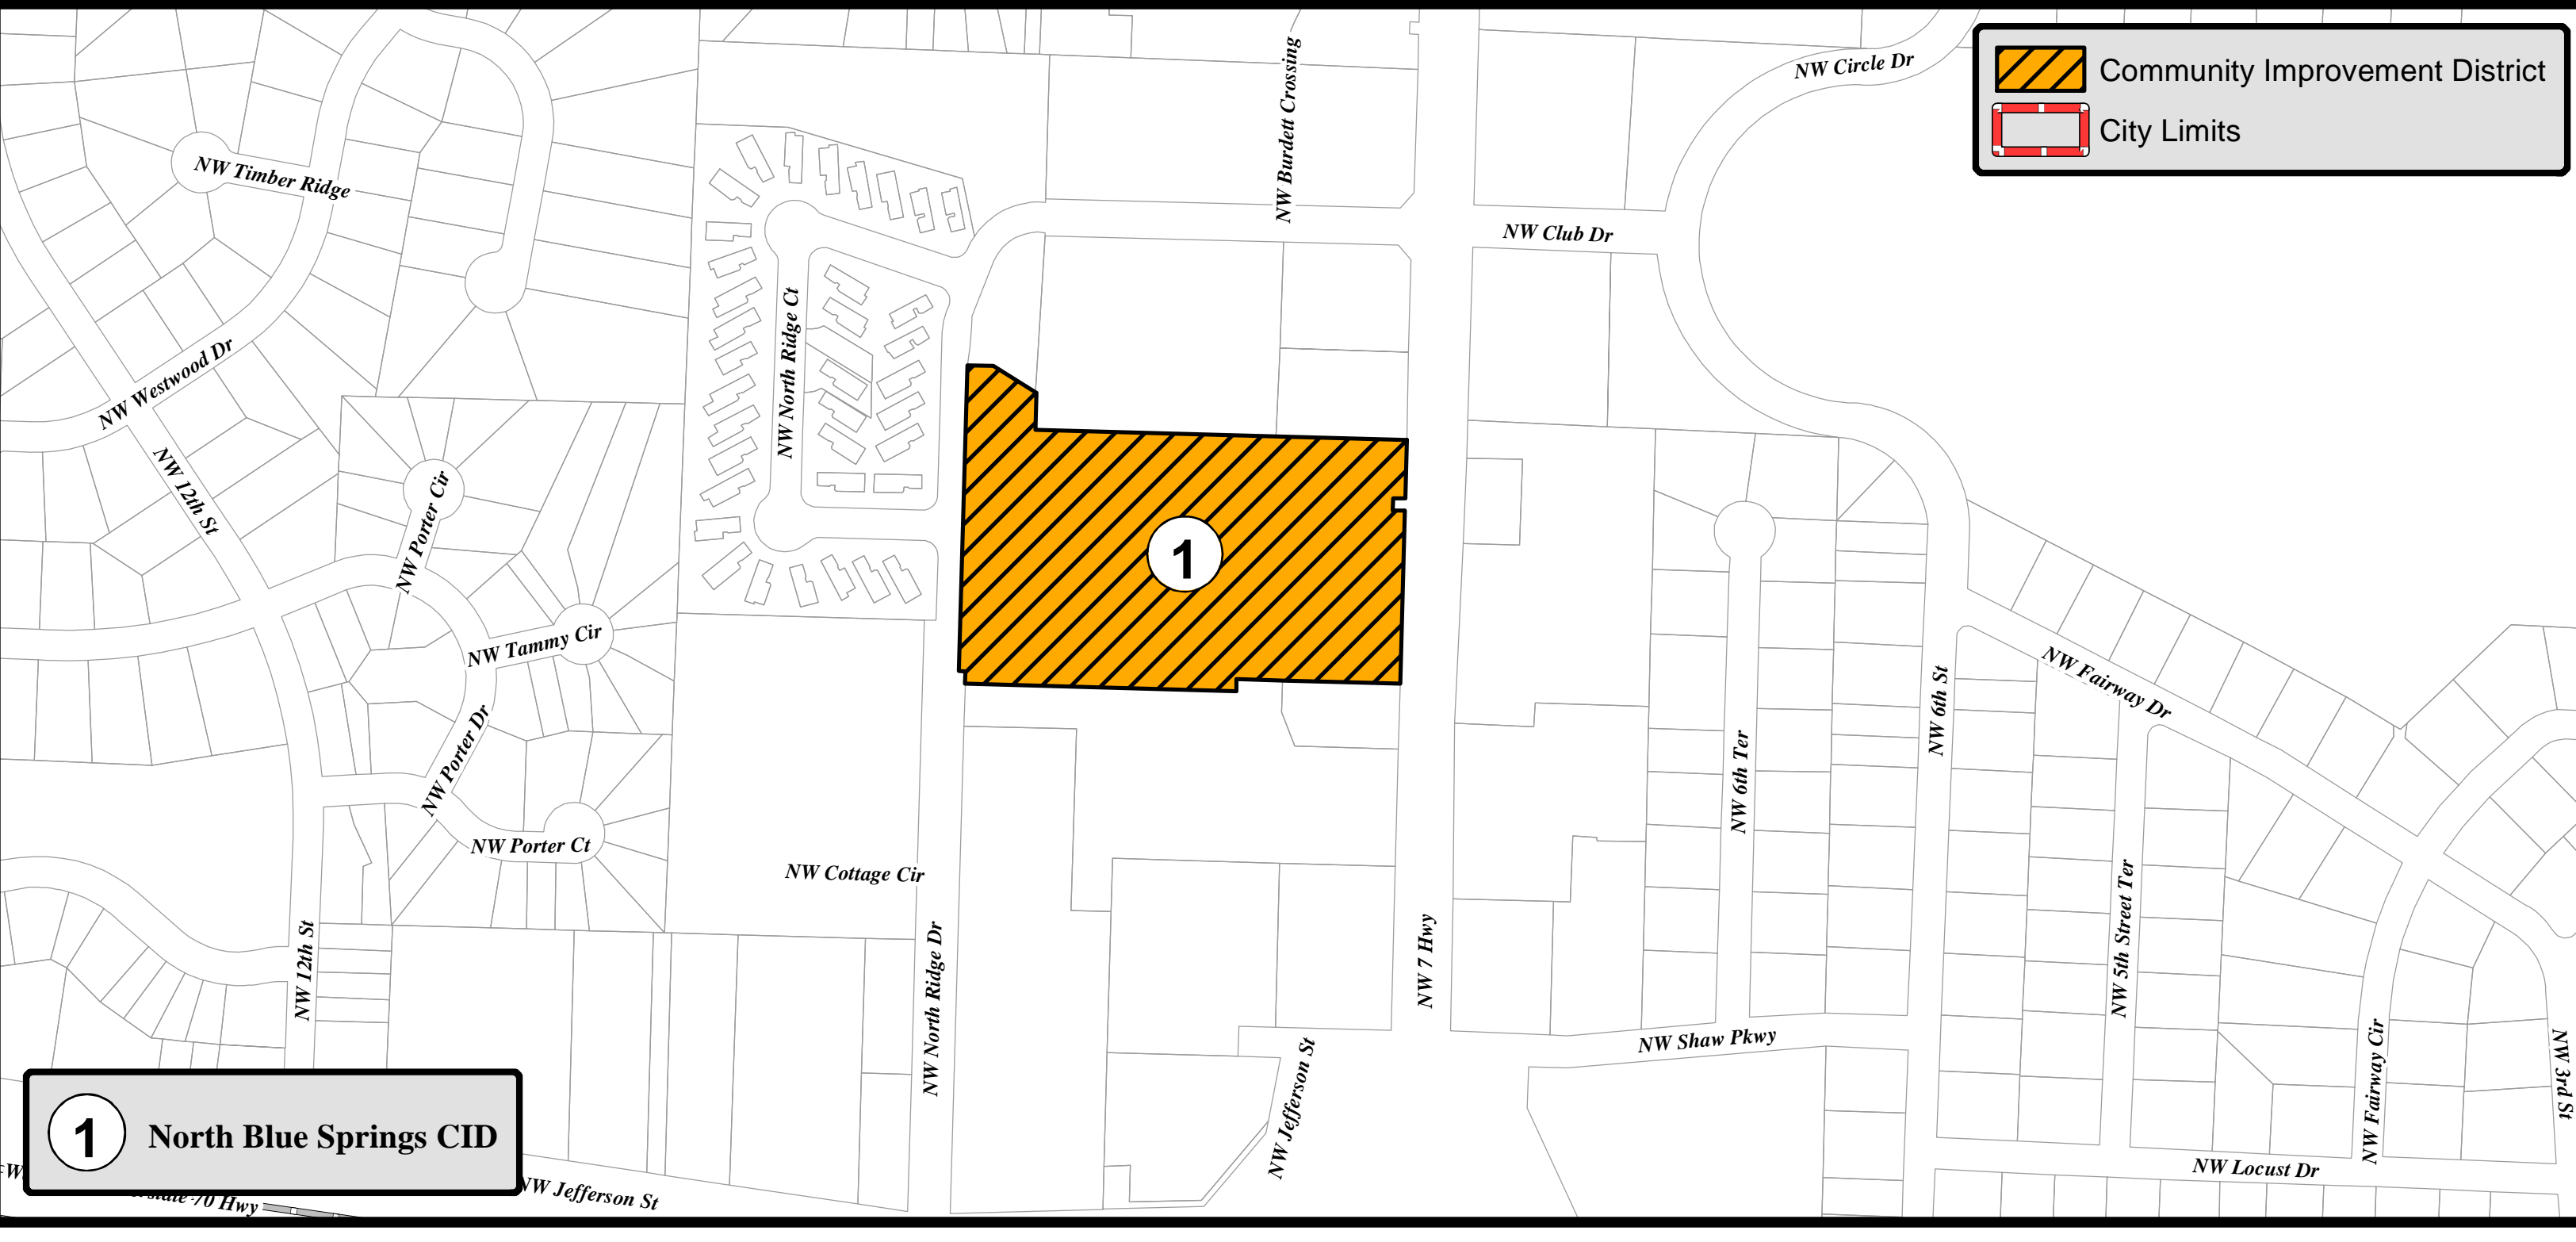 NW Circle Dr
Community Improvement District
City Limits
NW Burdett Crossing
NW Timber Ridge
NW Club Dr
NW North Ridge Ct
NW Westwood Dr
NW 12th St
NW Porter Cir
1
NW Tammy Cir
NW Fairway Dr
NW 6th St
NW Porter Dr
NW 6th Ter
NW Porter Ct
NW Cottage Cir
NW 5th Street Ter
NW 12th St
NW North Ridge Dr
NW 7 Hwy
NW Shaw Pkwy
NW Jefferson St
NW Fairway Cir
NW 3rd St
1 North Blue Springs CID
NW Locust Dr
NW Jefferson St
70 Hwy